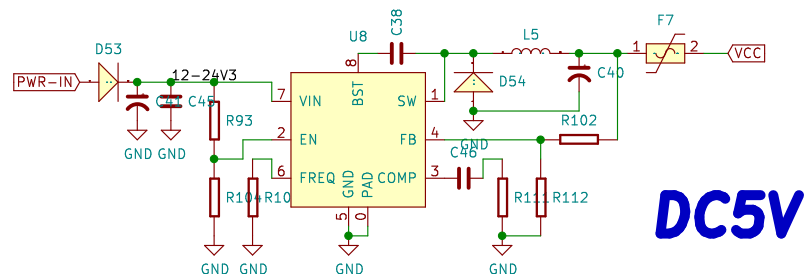 F7
C38
L5
U8
D53
PWR-IN
12-24V3
1
2
VCC
8
BST
C41
C45
7
VIN
SW
1
D54
C40
R93
GND
GND
2
EN
FB
4
GND
R102
C46
6
FREQ
COMP
3
R104
R10
GND
PAD
R111
R112
5
0
DC5V
GND
GND
GND
GND